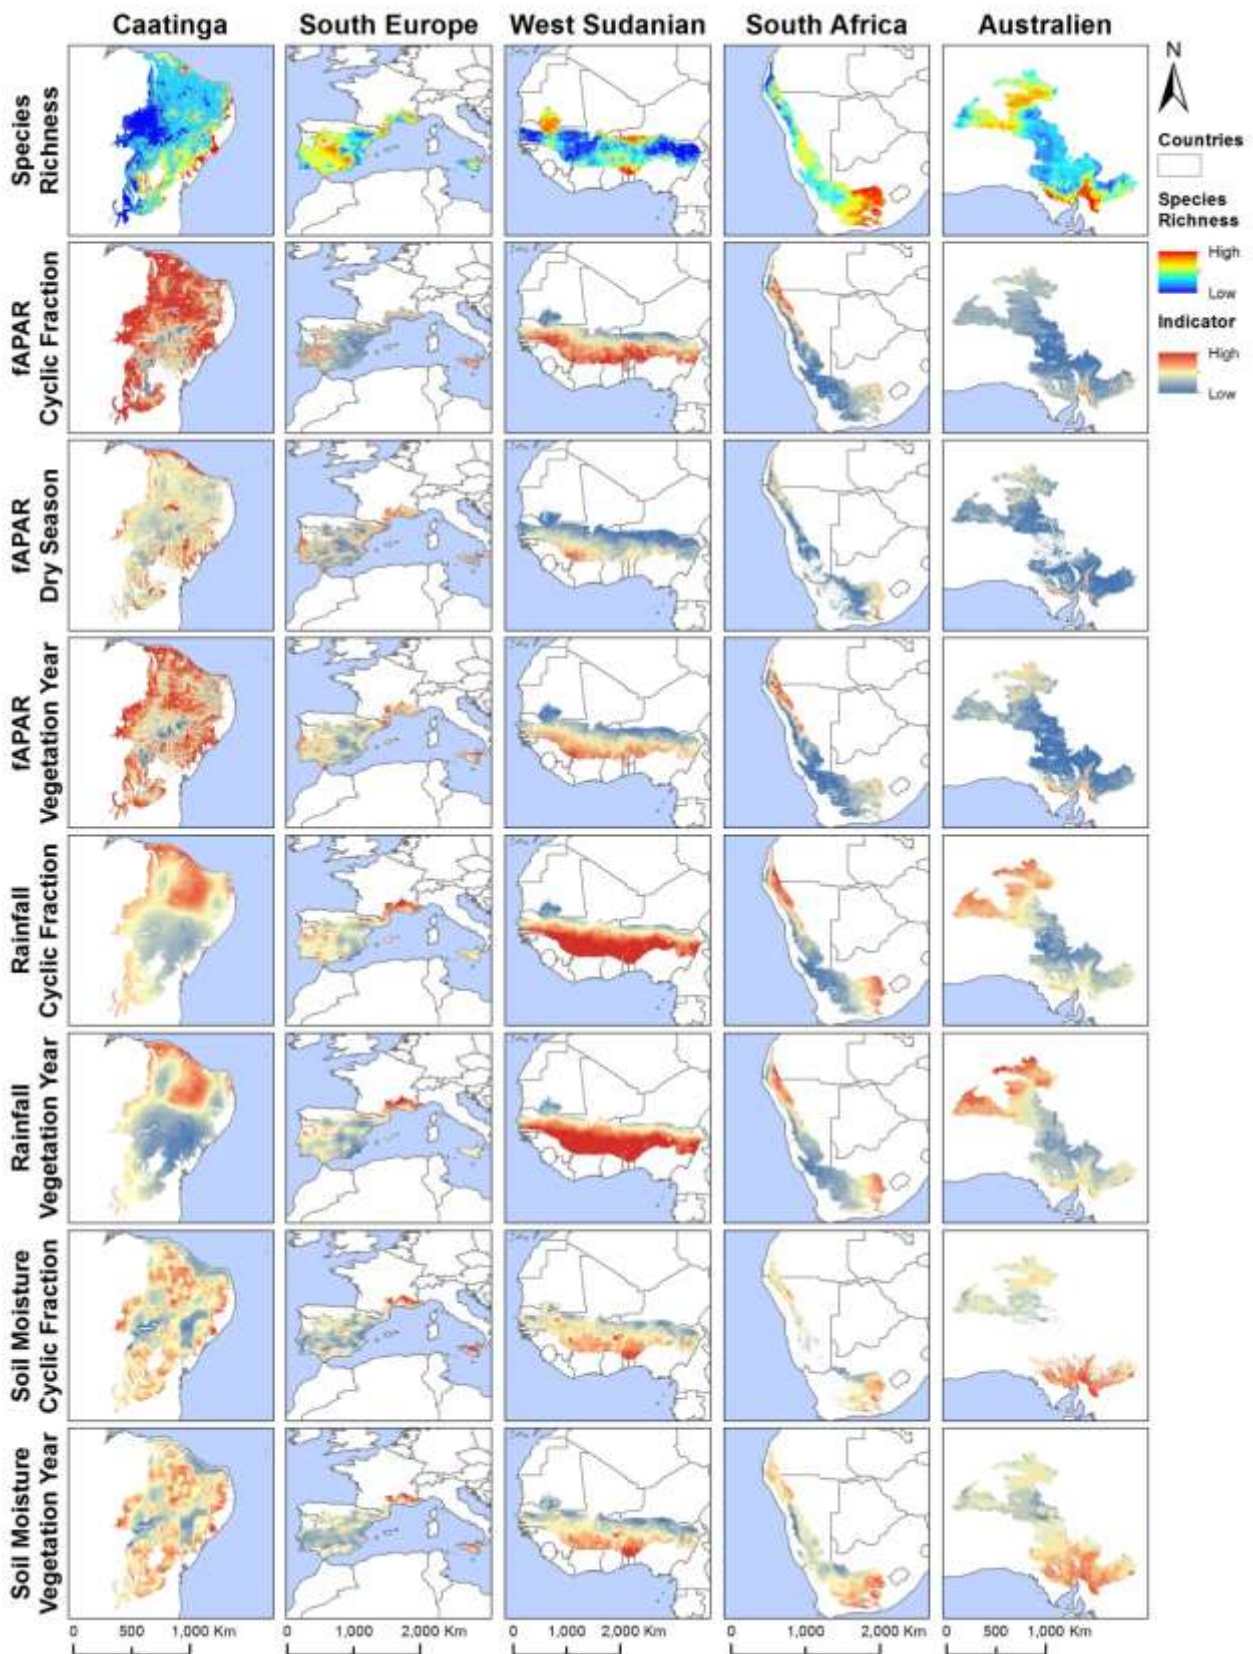 Caatinga
South Europe
West Sudanian
South Africa
Australien
N
Countries
Species
Richness
High
Low
Indicator
High
Low
Species
Richness
fAPAR
Cyclic Fraction
fAPAR
Dry Season
fAPAR
Vegetation Year
Rainfall
Cyclic Fraction
Rainfall
Vegetation Year
Soil Moisture
Cyclic Fraction
Soil Moisture
Vegetation Year
0 500 1,000 Km
0 1,000 2,000 Km
0 1,000 2,000 Km
0 1,000 2,000 Km
0 500 1,000 Km